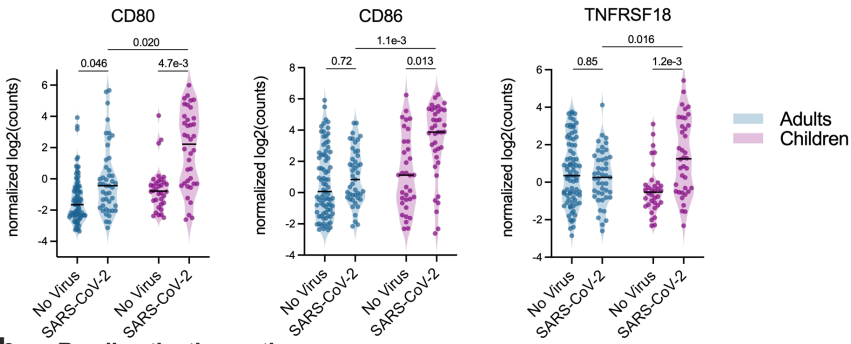 CD80
CD86
TNFRSF18
0.020
0.046
4.7e-3
1.1e-3
0.72
0.013
0.016
0.85
1.2e-3
normalized log2(counts)
6
4
2
0
-2
-4
No Virus
SARS-CoV-2
No Virus
SARS-CoV-2
normalized log2(counts)
8
6
4
2
0
-2
-4
No Virus
SARS-CoV-2
No Virus
SARS-CoV-2
normalized log2(counts)
6
4
2
0
-2
-4
No Virus
SARS-CoV-2
No Virus
SARS-CoV-2
Adults
Children